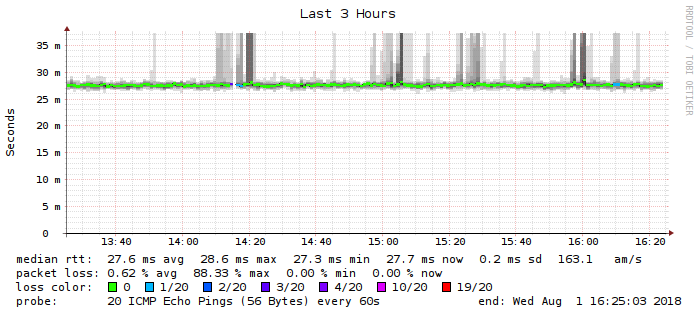 Last 3 Hours
RRDTOOL / TOBI OETIKER
Seconds
35 m
30 m
25 m
20 m
15 m
10 m
5 m
0
13:40 14:00 14:20 14:40 15:00 15:20 15:40 16:00 16:20
median rtt: 27.6 ms avg 28.6 ms max 27.3 ms min 27.7 ms now 0.2 ms sd 163.1 am/s
packet loss: 0.62 % avg 88.33 % max 0.00 % min 0.00 % now
loss color: 0 1/20 2/20 3/20 4/20 10/20 19/20
probe: 20 ICMP Echo Pings (56 Bytes) every 60s end: Wed Aug 1 16:25:03 2018